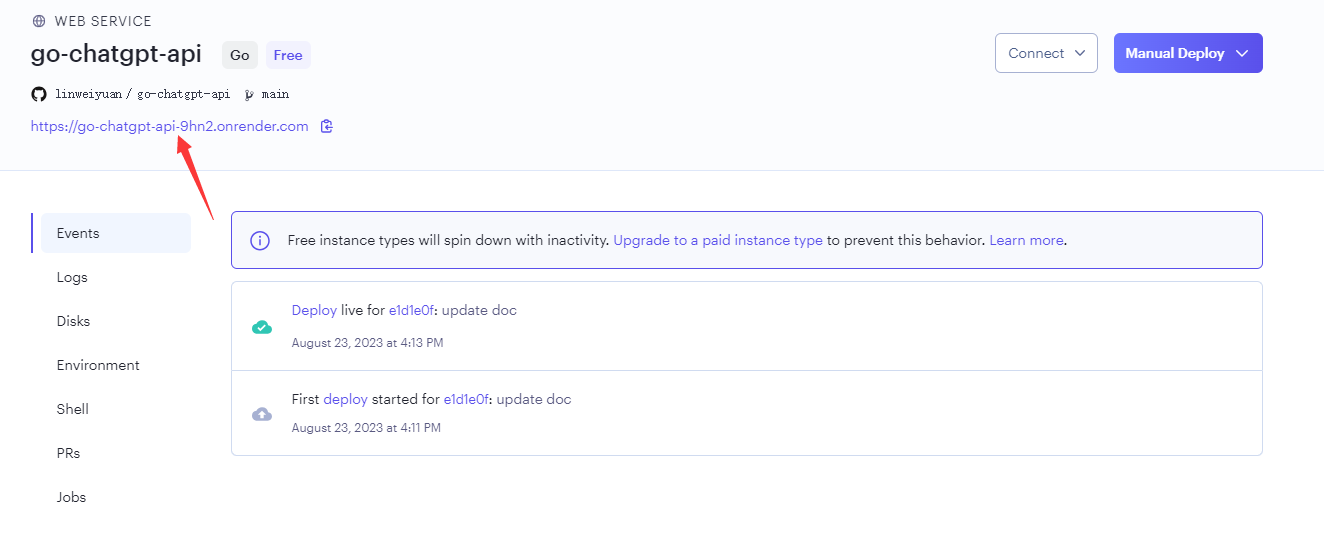 WEB SERVICE
go-chatgpt-api Go Free
Connect
Manual Deploy
linweiyuan / go-chatgpt-api main
https://go-chatgpt-api-9hn2.onrender.com
Events
Logs
Disks
Environment
Shell
PRs
Jobs
Free instance types will spin down with inactivity. Upgrade to a paid instance type to prevent this behavior. Learn more.
Deploy live for e1d1e0f: update doc
August 23, 2023 at 4:13 PM
First deploy started for e1d1e0f: update doc
August 23, 2023 at 4:11 PM